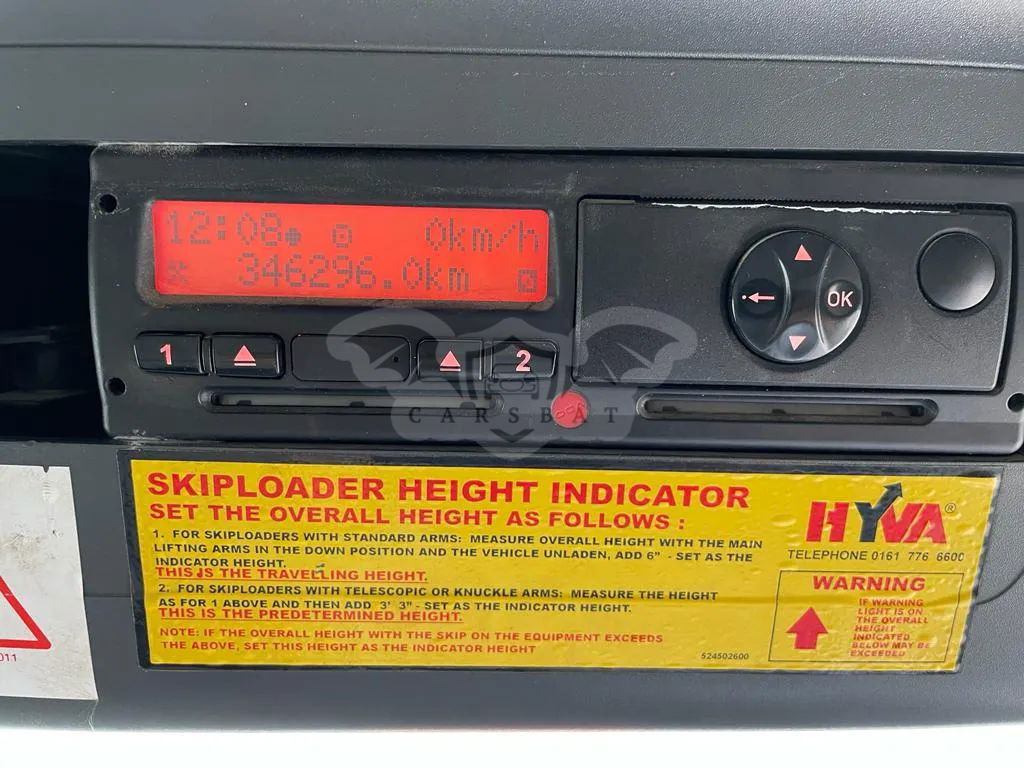 12:08 0km/h
346296.0km
OK
1 2
CARSBAT
SKIPLOADER HEIGHT INDICATOR
SET THE OVERALL HEIGHT AS FOLLOWS :
1. FOR SKIPLOADERS WITH STANDARD ARMS: MEASURE OVERALL HEIGHT WITH THE MAIN
LIFTING ARMS IN THE DOWN POSITION AND THE VEHICLE UNLADEN, ADD 6" - SET AS THE
INDICATOR HEIGHT.
THIS IS THE TRAVELLING HEIGHT.
2. FOR SKIPLOADERS WITH TELESCOPIC OR KNUCKLE ARMS: MEASURE THE HEIGHT
AS FOR 1 ABOVE AND THEN ADD 3' 3" - SET AS THE INDICATOR HEIGHT.
THIS IS THE PREDETERMINED HEIGHT.
NOTE: IF THE OVERALL HEIGHT WITH THE SKIP ON THE EQUIPMENT EXCEEDS
THE ABOVE, SET THIS HEIGHT AS THE INDICATOR HEIGHT
524502600
HYVA®
TELEPHONE 0161 776 6600
WARNING
IF WARNING
LIGHT IS ON
THE OVERALL
HEIGHT
INDICATED
BELOW MAY BE
EXCEEDED
011